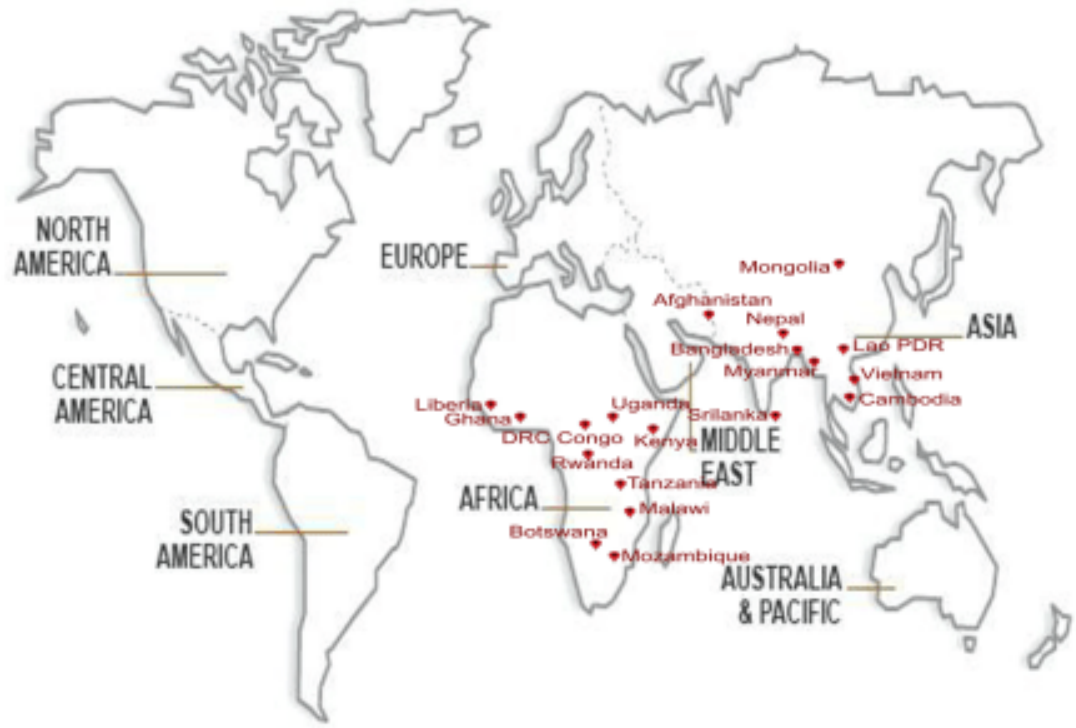 NORTH
AMERICA
EUROPE
Mongolia
Afghanistan
Nepal
ASIA
Bangladesh
Lao PDR
Myanmar
Vielnam
CENTRAL
AMERICA
Cambodia
Liberia
Uganda
Srilanka
Ghana
DRC Congo
Kenya
MIDDLE
EAST
Rwanda
Tanzania
AFRICA
Malawi
SOUTH
AMERICA
Botswana
Mozambique
AUSTRALIA
& PACIFIC